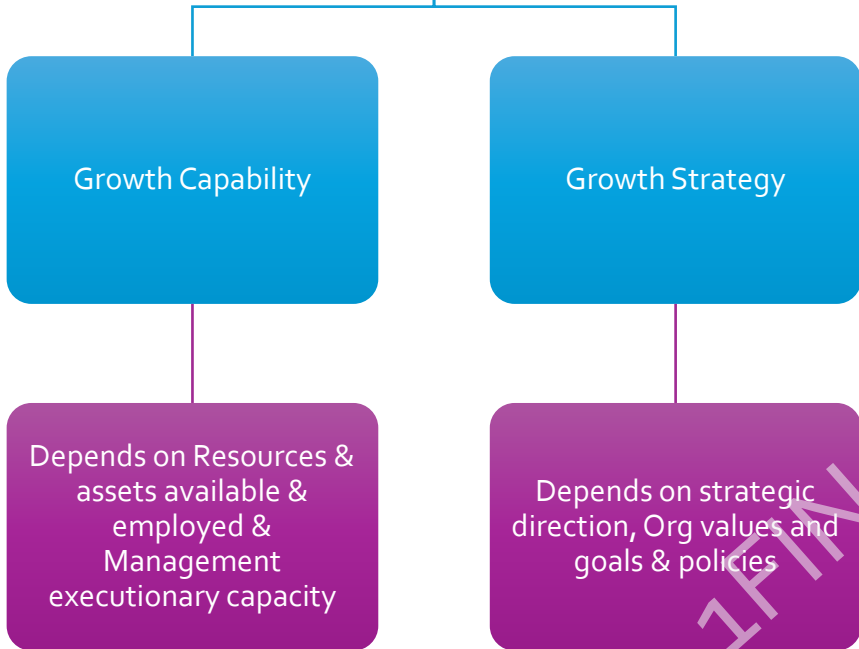 Growth Capability
Growth Strategy
Depends on Resources &
assets available &
employed &
Management
executionary capacity
Depends on strategic
direction, Org values and
goals & policies
1FIN